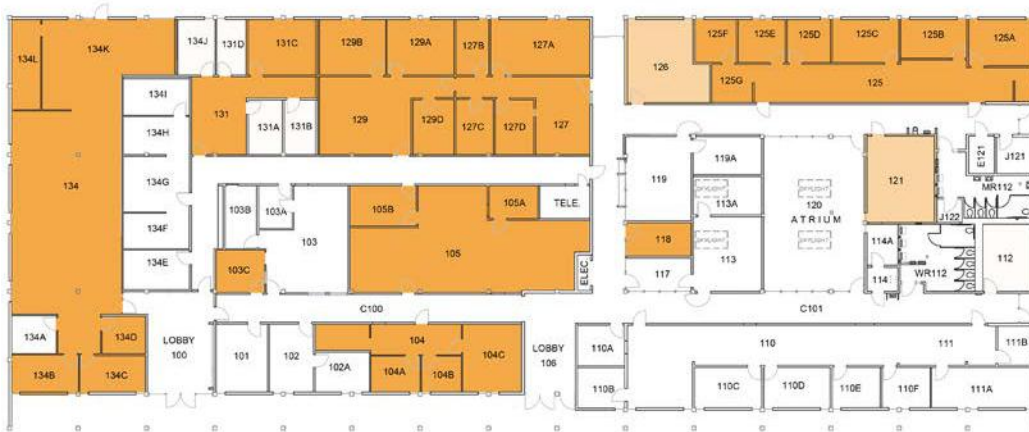 134L
134K
134J
131D
131C
129B
129A
127B
127A
125F
125E
125D
125C
125B
125A
126
125G
125
134I
131
131A
131B
129
129D
127C
127D
127
134H
134
134G
134F
134E
103B
103A
103
103C
105B
105A
TELE.
105
ELEC
119
119A
SKYLIGHT
113A
SKYLIGHT
113
118
117
SKYLIGHT
120
ATRIUM
SKYLIGHT
121
E121
J121
MR112
J122
114A
114
WR112
112
C100
C101
134A
134D
134B
134C
LOBBY
100
101
102
102A
104
104A
104B
104C
LOBBY
106
110A
110B
110
111
111B
110C
110D
110E
110F
111A